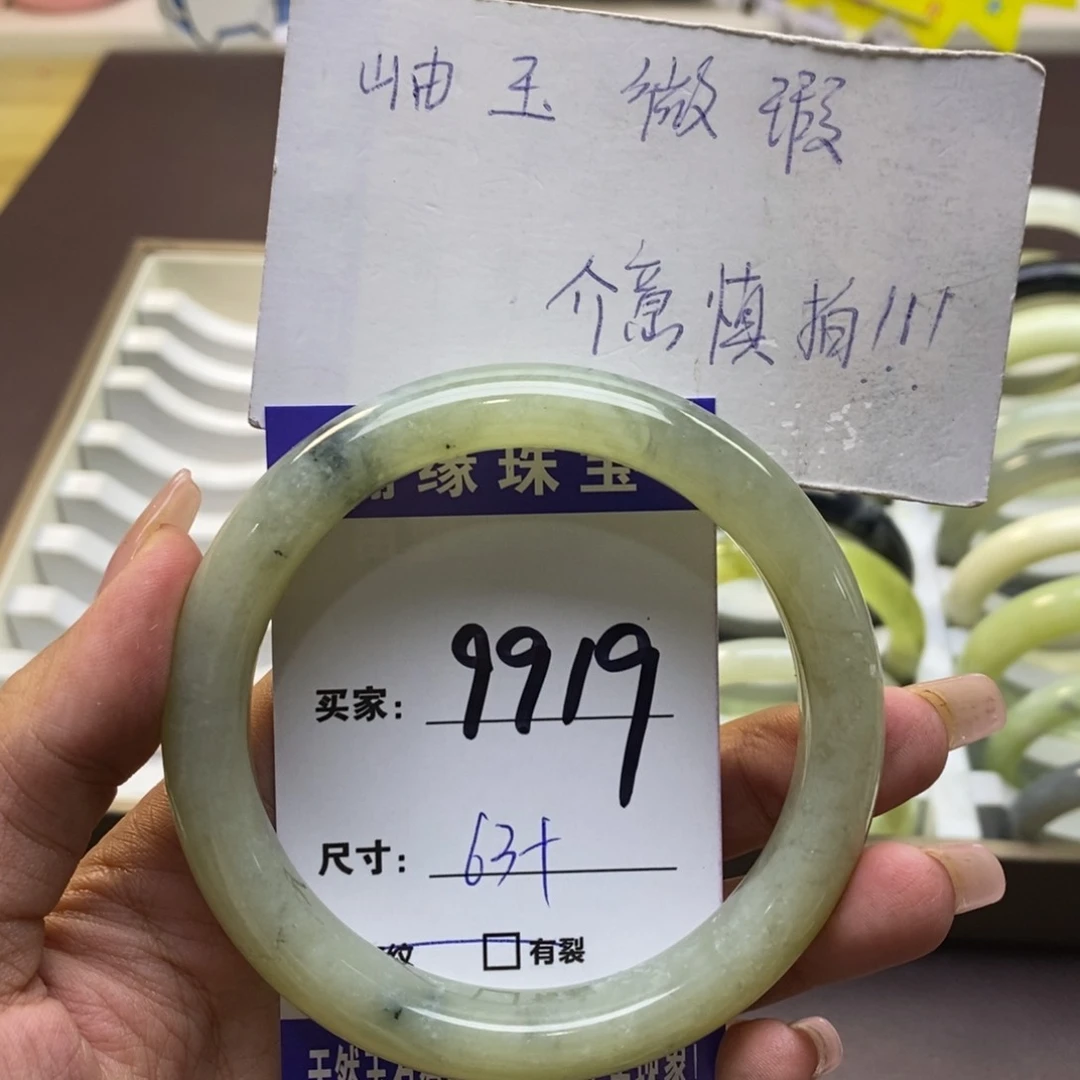 岫玉微瑕
介意慎拍!!!
缘珠宝
买家: 9919
尺寸: 63+
纹 有裂